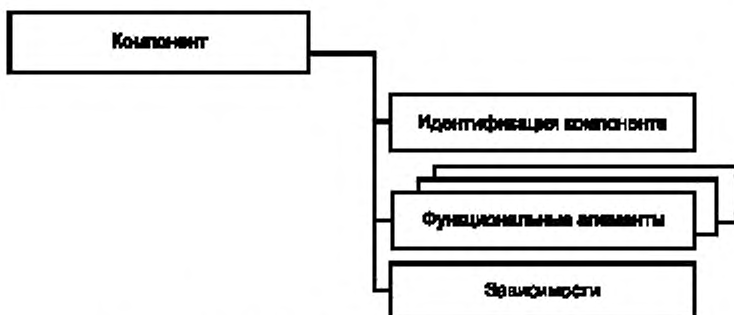 Компонент
Идентификация компонента
Функциональные элементы
Зависимости